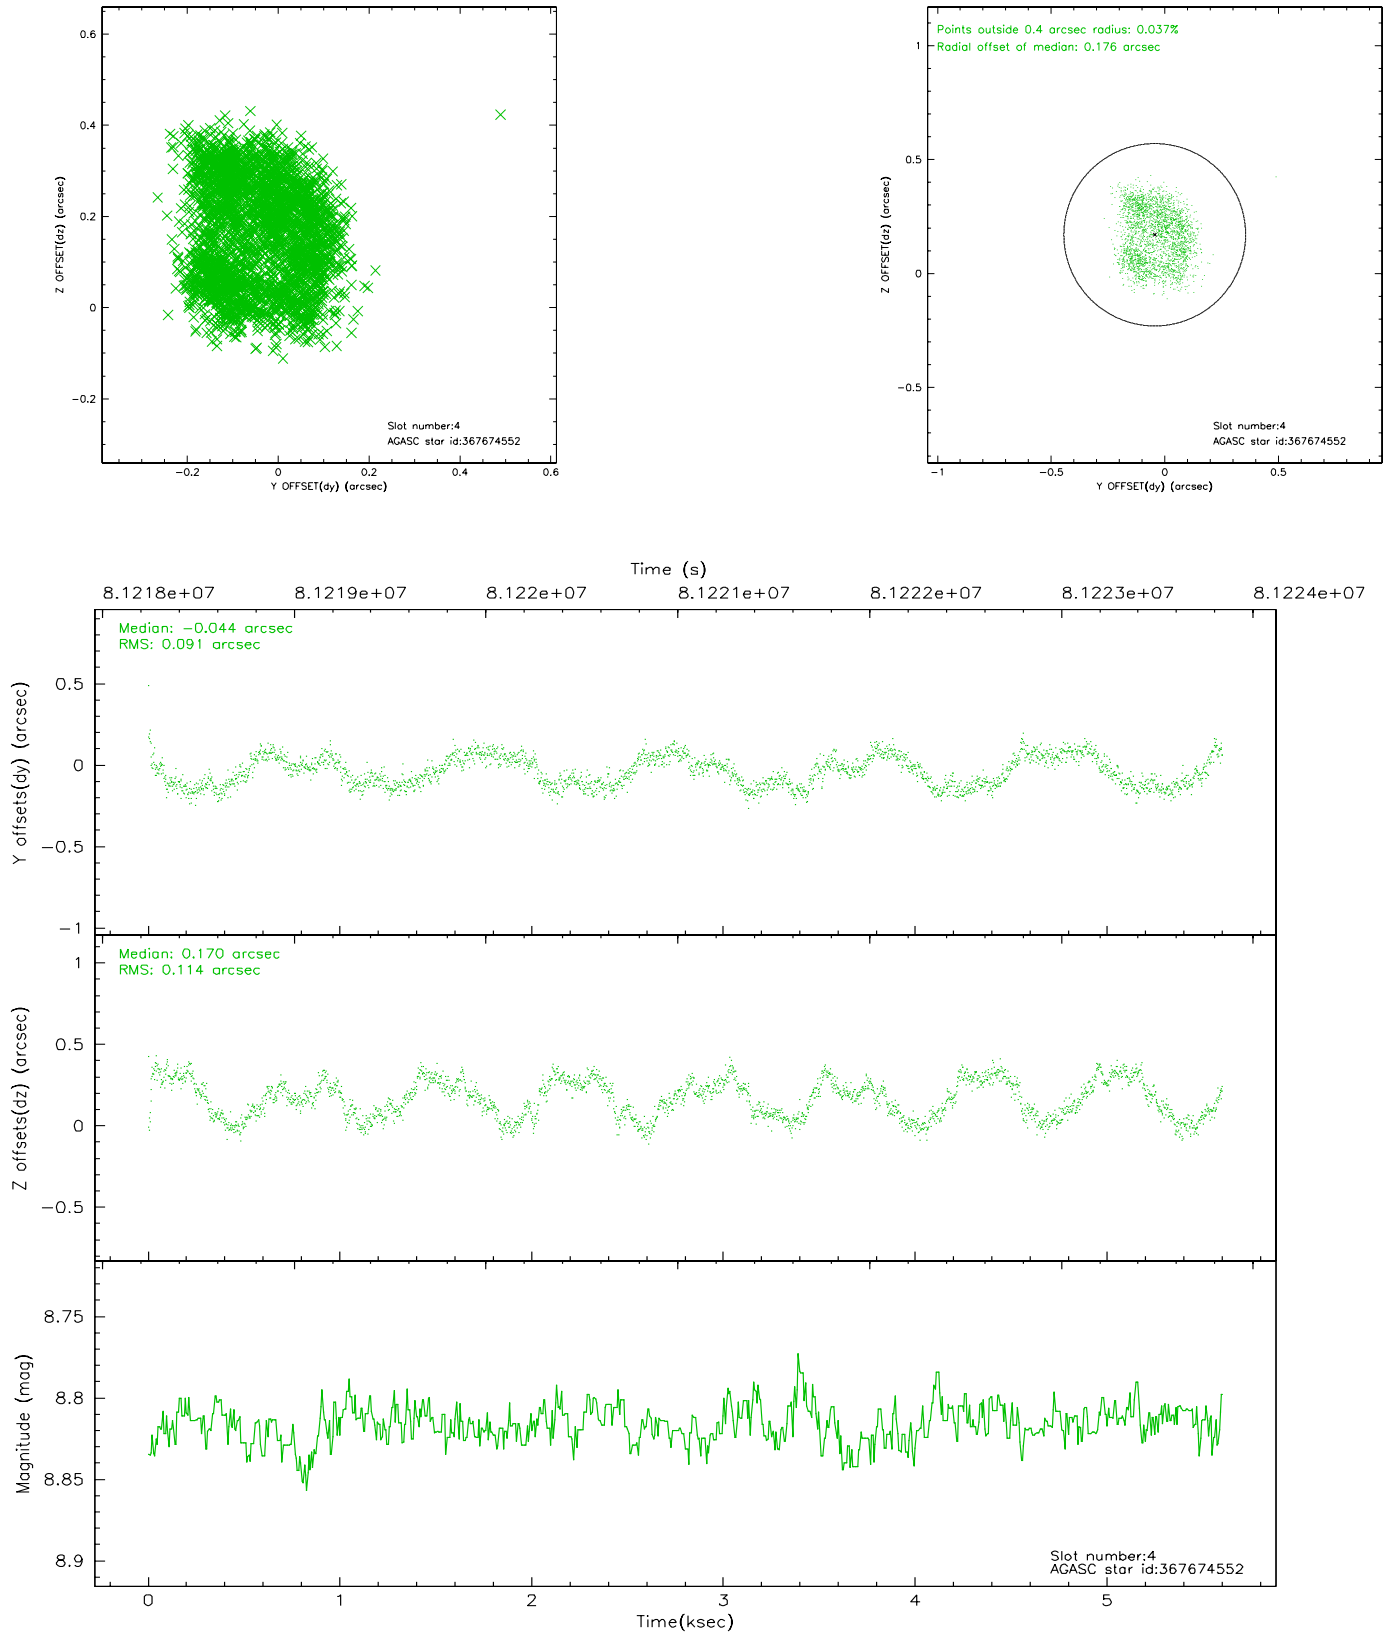 0.6
0.4
0.2
0
−0.2
Z OFFSET(dz) (arcsec)
Slot number:4
AGASC star id:367674552
−0.2 0 0.2 0.4 0.6
Y OFFSET(dy) (arcsec)
Points outside 0.4 arcsec radius: 0.037%
Radial offset of median: 0.176 arcsec
1
0.5
0
−0.5
Z OFFSET(dz) (arcsec)
Slot number:4
AGASC star id:367674552
−1 −0.5 0 0.5
Y OFFSET(dy) (arcsec)
Time (s)
8.1218e+07 8.1219e+07 8.122e+07 8.1221e+07 8.1222e+07 8.1223e+07 8.1224e+07
Median: −0.044 arcsec
RMS: 0.091 arcsec
0.5
0
−0.5
−1
Y offsets(dy) (arcsec)
Median: 0.170 arcsec
RMS: 0.114 arcsec
1
0.5
0
−0.5
Z offsets(dz) (arcsec)
8.75
8.8
8.85
8.9
Magnitude (mag)
Slot number:4
AGASC star id:367674552
0 1 2 3 4 5
Time(ksec)